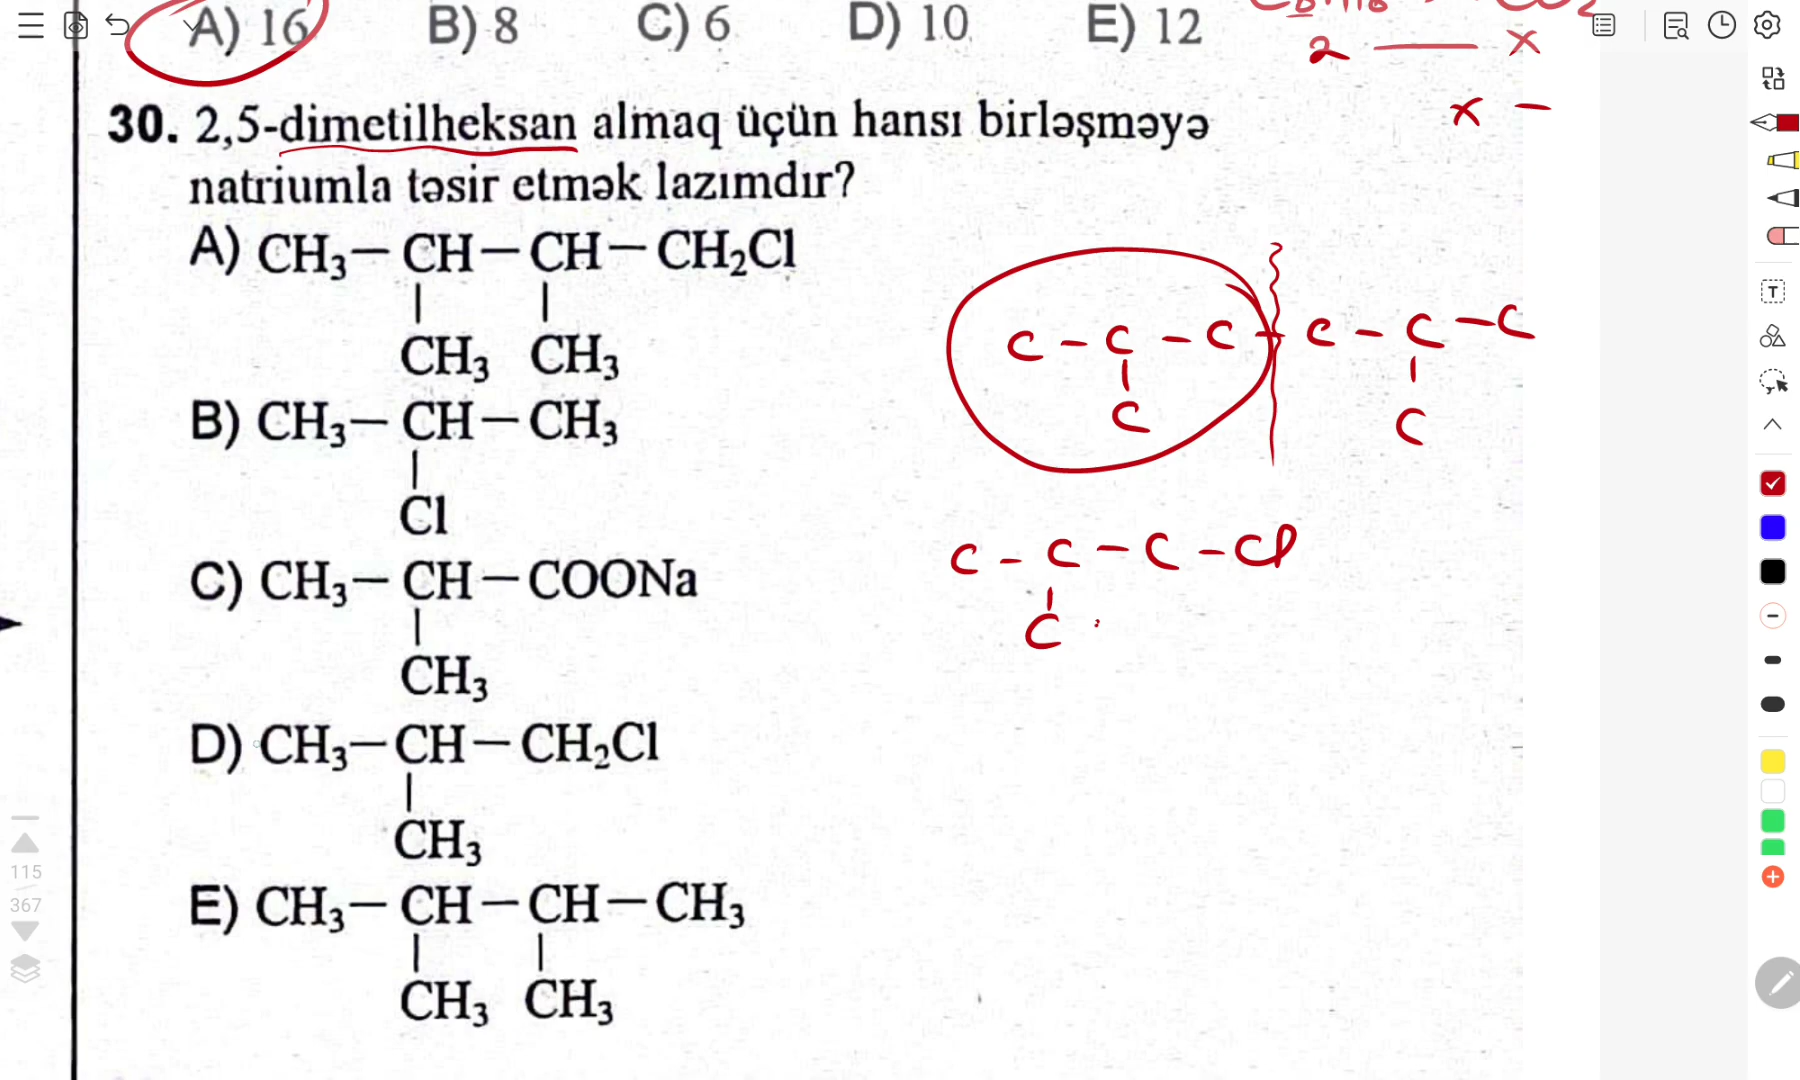 A) 16 B) 8 C) 6 D) 10 E) 12
2 — x
x –
30. 2,5-dimetilheksan almaq üçün hansı birləşməyə
natriumla təsir etmək lazımdır?
A) CH₃—CH—CH—CH₂Cl
| |
CH₃ CH₃
B) CH₃—CH—CH₃
|
Cl
C) CH₃—CH—COONa
|
CH₃
D) CH₃—CH—CH₂Cl
|
CH₃
E) CH₃—CH—CH—CH₃
| |
CH₃ CH₃
C - C - C - C - C - C
| |
C C
C - C - C - Cl
|
C
T
115
367